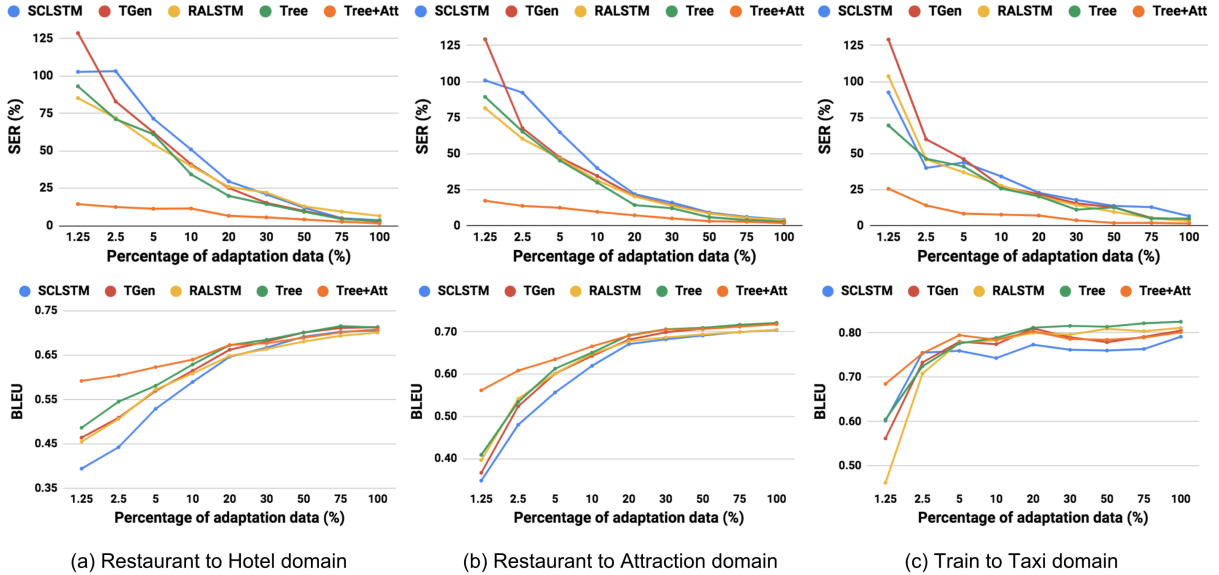 SCLSTM TGen RALSTM Tree Tree+Att
125
100
75
50
25
0
SER (%)
1.25 2.5 5 10 20 30 50 75 100
Percentage of adaptation data (%)
SCLSTM TGen RALSTM Tree Tree+Att
125
100
75
50
25
0
SER (%)
1.25 2.5 5 10 20 30 50 75 100
Percentage of adaptation data (%)
SCLSTM TGen RALSTM Tree Tree+Att
125
100
75
50
25
0
SER (%)
1.25 2.5 5 10 20 30 50 75 100
Percentage of adaptation data (%)
SCLSTM TGen RALSTM Tree Tree+Att
0.75
0.65
0.55
0.45
0.35
BLEU
1.25 2.5 5 10 20 30 50 75 100
Percentage of adaptation data (%)
SCLSTM TGen RALSTM Tree Tree+Att
0.70
0.60
0.50
0.40
BLEU
1.25 2.5 5 10 20 30 50 75 100
Percentage of adaptation data (%)
SCLSTM TGen RALSTM Tree Tree+Att
0.80
0.70
0.60
0.50
BLEU
1.25 2.5 5 10 20 30 50 75 100
Percentage of adaptation data (%)
(a) Restaurant to Hotel domain
(b) Restaurant to Attraction domain
(c) Train to Taxi domain